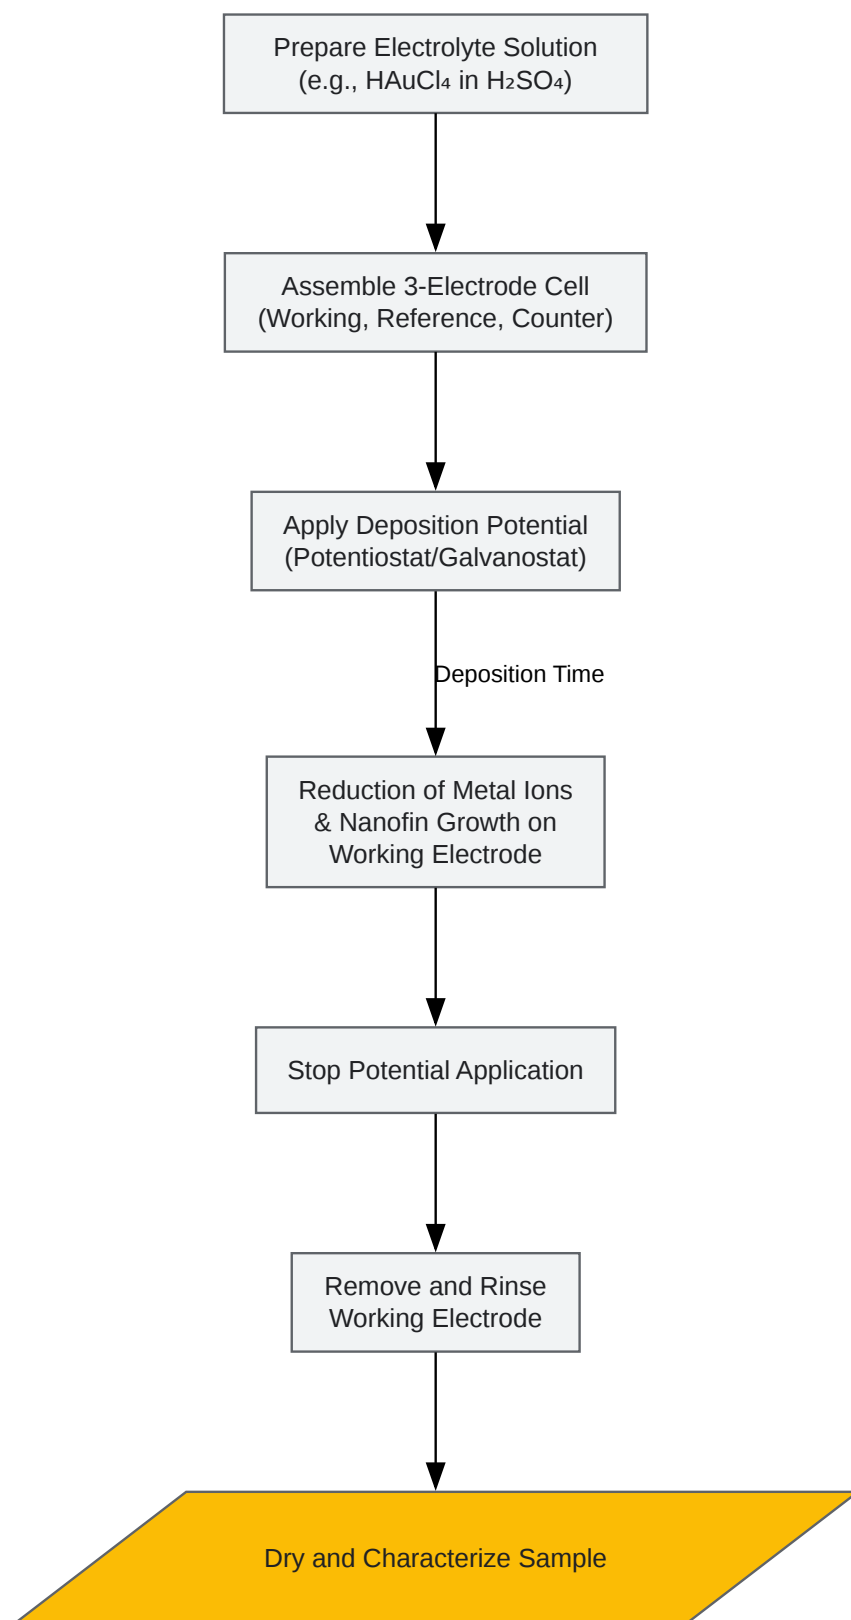 Prepare Electrolyte Solution
(e.g., HAuCl₄ in H₂SO₄)
Assemble 3-Electrode Cell
(Working, Reference, Counter)
Apply Deposition Potential
(Potentiostat/Galvanostat)
Deposition Time
Reduction of Metal Ions
& Nanofin Growth on
Working Electrode
Stop Potential Application
Remove and Rinse
Working Electrode
Dry and Characterize Sample